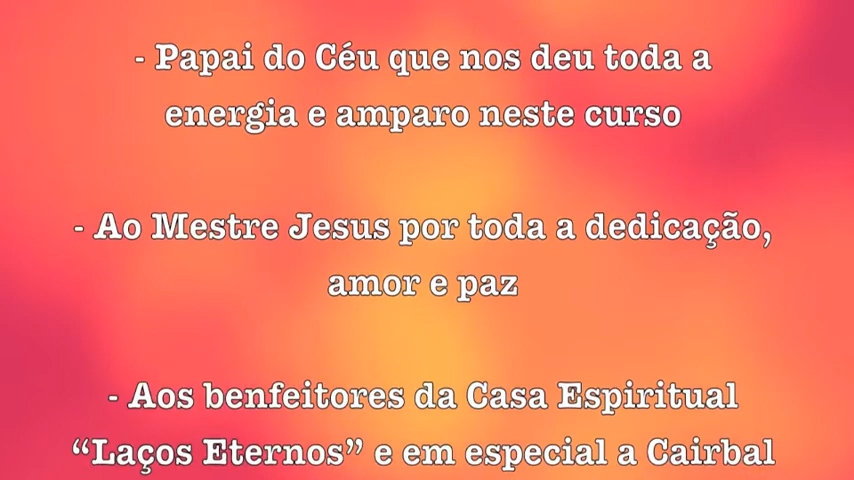 - Papai do Céu que nos deu toda a
energia e amparo neste curso
- Ao Mestre Jesus por toda a dedicação,
amor e paz
- Aos benfeitores da Casa Espiritual
“Laços Eternos” e em especial a Cairbal